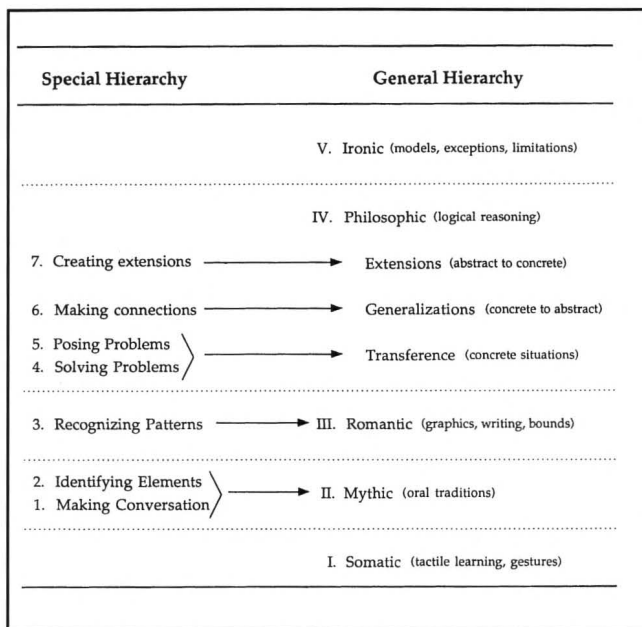 Special Hierarchy General Hierarchy
V. Ironic (models, exceptions, limitations)
IV. Philosophic (logical reasoning)
7. Creating extensions Extensions (abstract to concrete)
6. Making connections Generalizations (concrete to abstract)
5. Posing Problems
4. Solving Problems Transference (concrete situations)
3. Recognizing Patterns III. Romantic (graphics, writing, bounds)
2. Identifying Elements
1. Making Conversation II. Mythic (oral traditions)
I. Somatic (tactile learning, gestures)